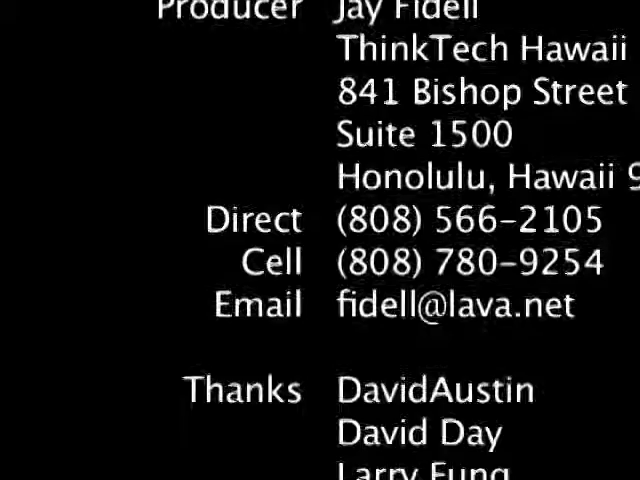 Producer Jay Fidell
ThinkTech Hawaii
841 Bishop Street
Suite 1500
Honolulu, Hawaii 9
Direct (808) 566-2105
Cell (808) 780-9254
Email fidell@lava.net
Thanks DavidAustin
David Day
Larry Fung